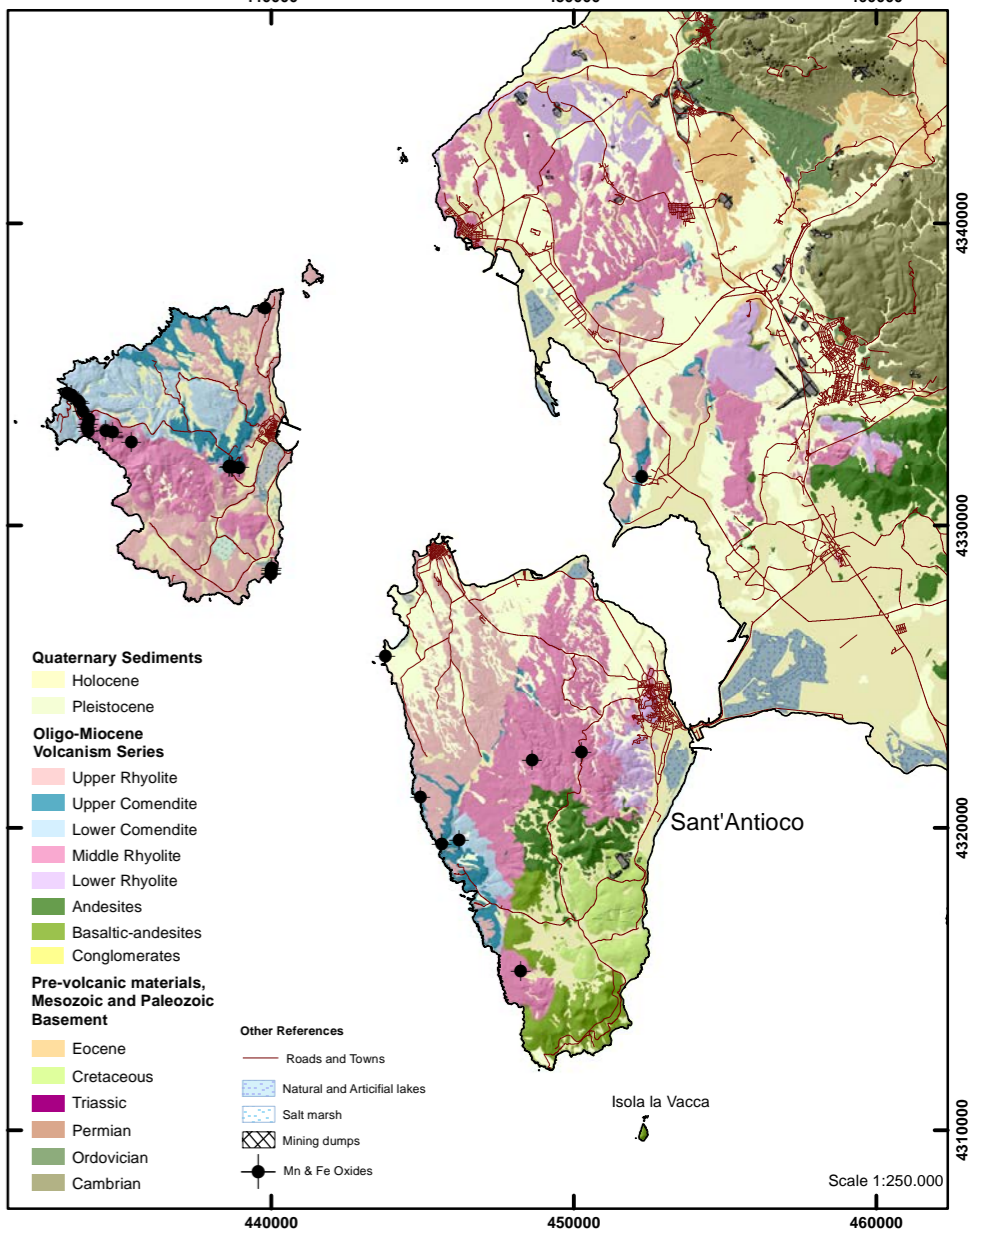 4340000
4330000
Quaternary Sediments
Holocene
Pleistocene
Oligo-Miocene
Volcanism Series
Upper Rhyolite
Upper Comendite
Lower Comendite
Middle Rhyolite
Lower Rhyolite
Andesites
Basaltic-andesites
Conglomerates
Pre-volcanic materials,
Mesozoic and Paleozoic
Basement
Eocene
Cretaceous
Triassic
Permian
Ordovician
Cambrian
Other References
Roads and Towns
Natural and Articifial lakes
Salt marsh
Mining dumps
Mn & Fe Oxides
Sant'Antioco
4320000
Isola la Vacca
4310000
Scale 1:250.000
440000
450000
460000